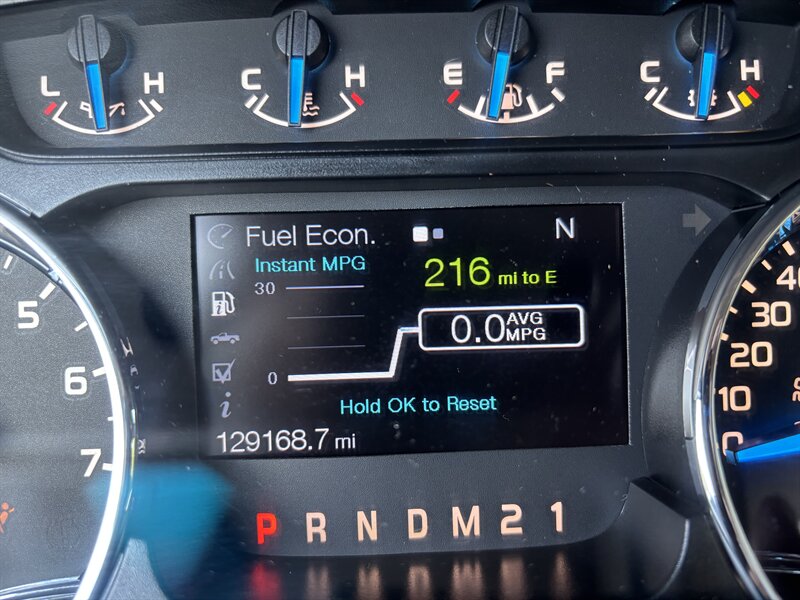 L H C H E F C H
Fuel Econ. N
Instant MPG
216 mi to E
30
0.0 AVG MPG
0
Hold OK to Reset
129168.7 mi
P R N D M 2 1
5
6
7
40
30
20
10
0